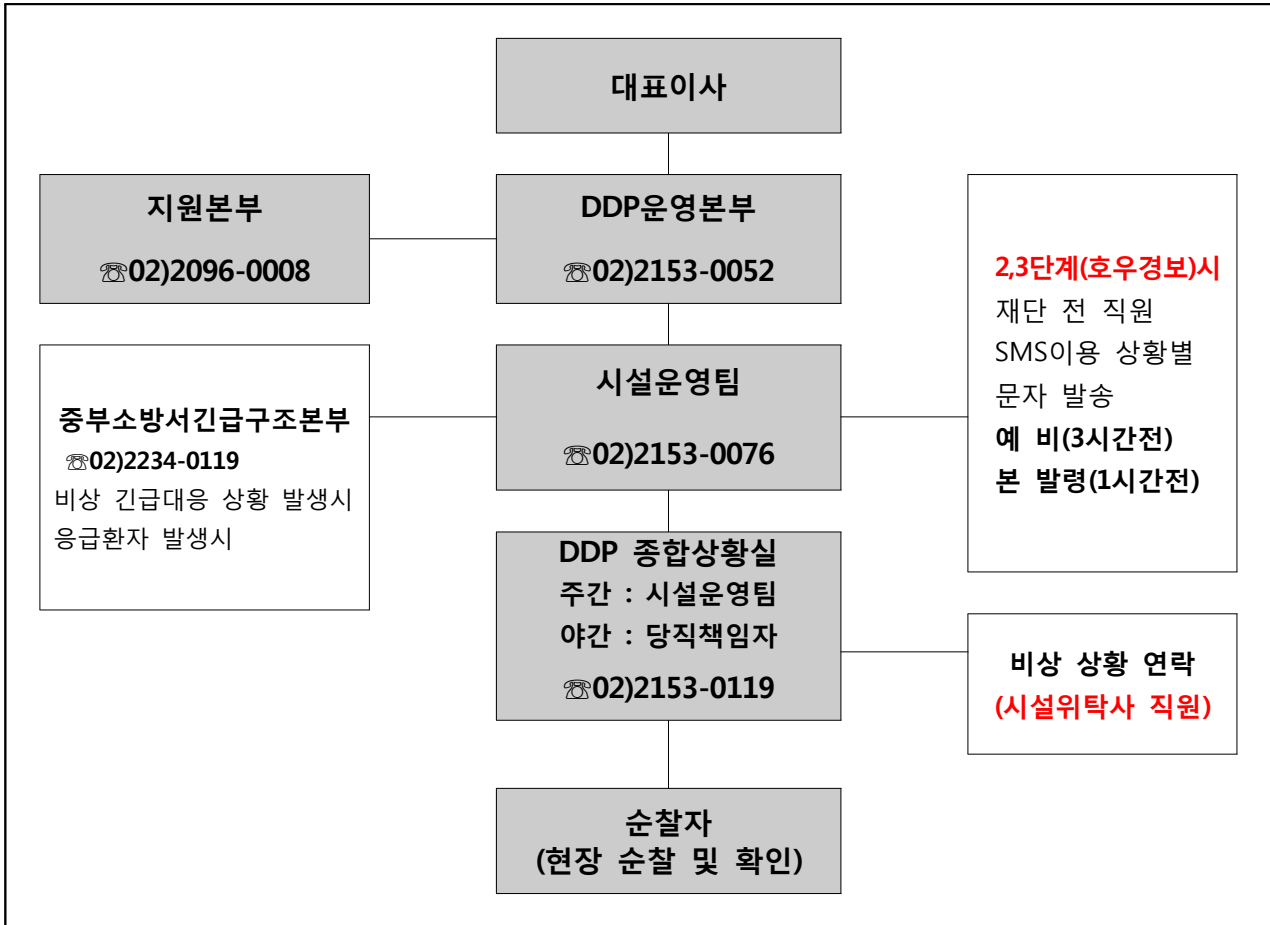 대표이사
지원본부
☏02)2096-0008
DDP운영본부
☏02)2153-0052
2,3단계(호우경보)시
재단 전 직원
SMS이용 상황별
문자 발송
예 비(3시간전)
본 발령(1시간전)
중부소방서긴급구조본부
☏02)2234-0119
비상 긴급대응 상황 발생시
응급환자 발생시
시설운영팀
☏02)2153-0076
DDP 종합상황실
주간 : 시설운영팀
야간 : 당직책임자
☏02)2153-0119
비상 상황 연락
(시설위탁사 직원)
순찰자
(현장 순찰 및 확인)